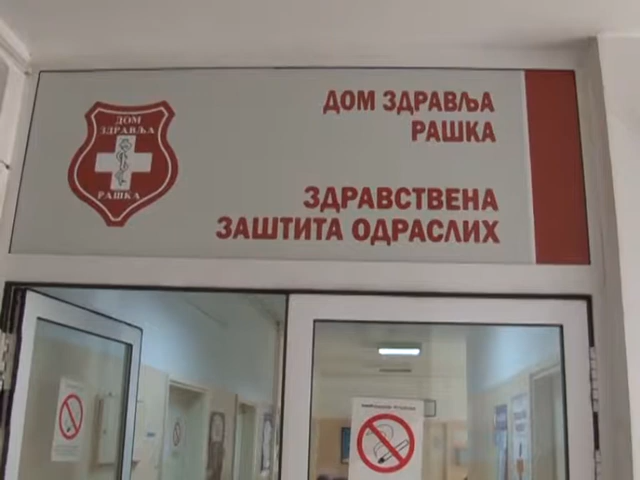 ДОМ
ЗДРАВЉА
РАШКА
ДОМ ЗДРАВЉА
РАШКА
ЗДРАВСТВЕНА
ЗАШТИТА ОДРАСЛИХ